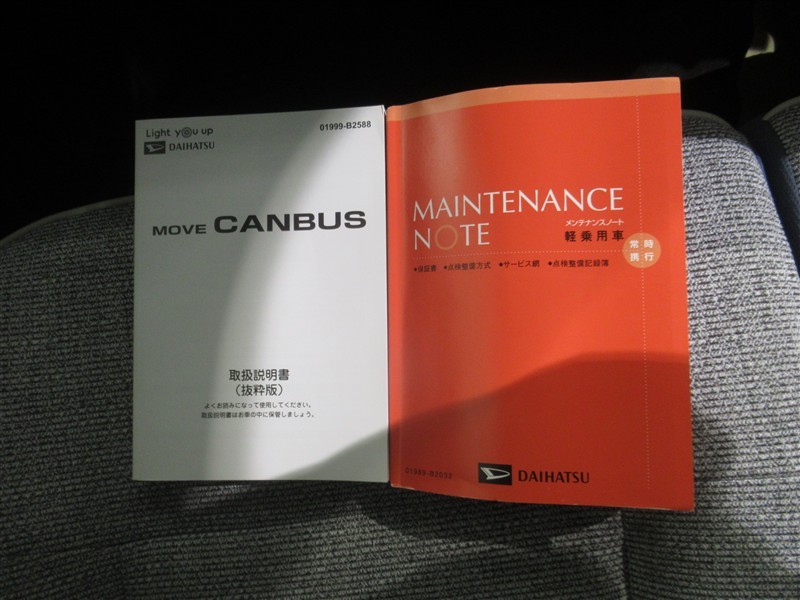 Light you up
01999-B2588
DAIHATSU
MOVE CANBUS
取扱説明書
(抜粋版)
よくお読みになって使用してください。
取扱説明書はお車の中に保管しましょう。
MAINTENANCE
NOTE
メンテナンスノート
軽乗用車
常時
携行
●保証書 ●点検整備方式 ●サービス網 ●点検整備記録簿
01989-B2032
DAIHATSU